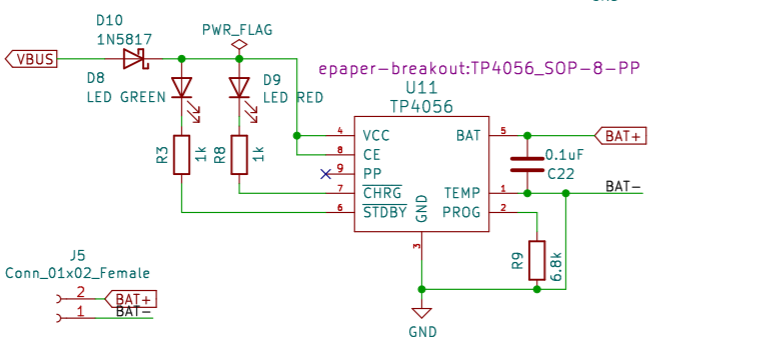 D10
1N5817
PWR_FLAG
VBUS
epaper-breakout:TP4056_SOP-8-PP
D8
LED GREEN
D9
LED RED
U11
TP4056
4
VCC
BAT
5
BAT+
R3
1k
R8
1k
8
CE
0.1uF
C22
9
PP
7
CHRG
TEMP
1
BAT-
6
STDBY
GND
PROG
2
3
R9
6.8k
J5
Conn_01x02_Female
2
BAT+
1
BAT-
GND